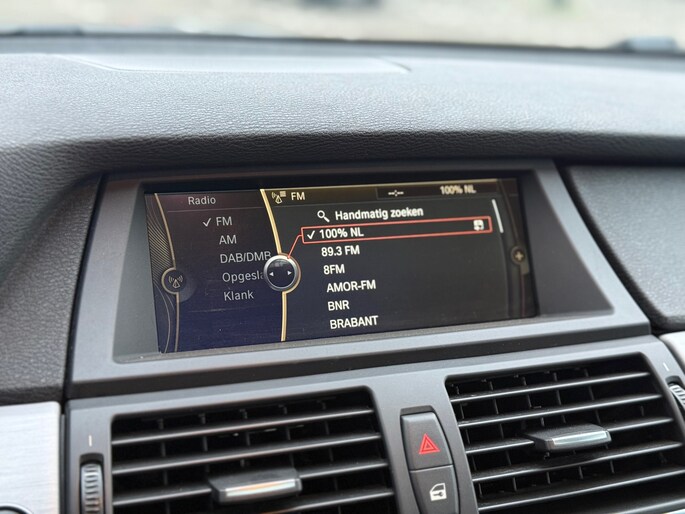 Radio
FM
100% NL
FM
AM
DAB/DMB
Opgesl
Klank
Handmatig zoeken
100% NL
89.3 FM
8FM
AMOR-FM
BNR
BRABANT